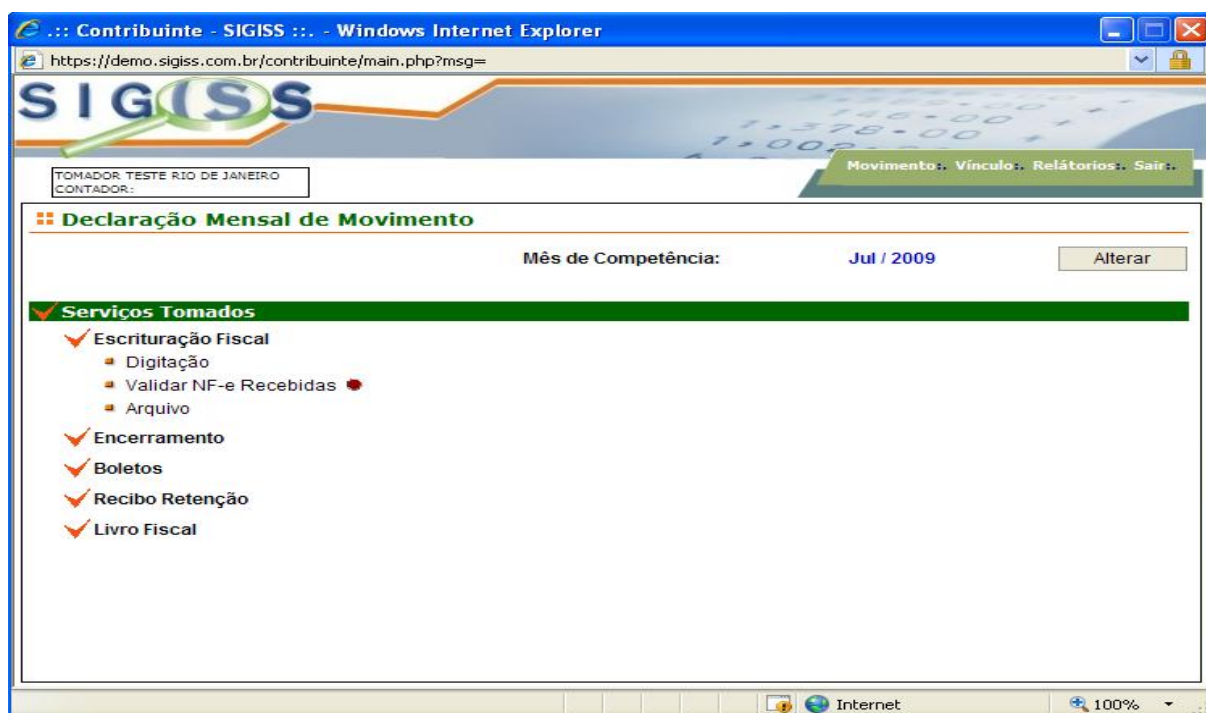 .:: Contribuinte - SIGISS ::. - Windows Internet Explorer
https://demo.sigiss.com.br/contribuinte/main.php?msg=
SIGISS
Movimento:. Vínculo:. Relátorios:. Sair:.
TOMADOR TESTE RIO DE JANEIRO
CONTADOR:
Declaração Mensal de Movimento
Mês de Competência: Jul / 2009 Alterar
Serviços Tomados
Escrituração Fiscal
Digitação
Validar NF-e Recebidas
Arquivo
Encerramento
Boletos
Recibo Retenção
Livro Fiscal
Internet 100%